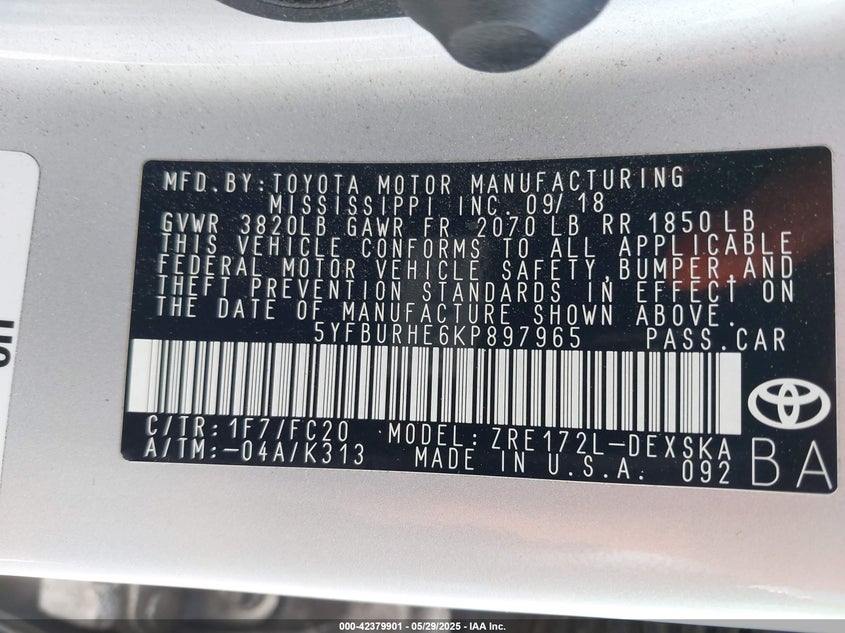 MFD.BY:TOYOTA MOTOR MANUFACTURING
MISSISSIPPI INC. 09/18
GVWR 3820LB GAWR FR 2070 LB RR 1850 LB
THIS VEHICLE CONFORMS TO ALL APPLICABLE
FEDERAL MOTOR VEHICLE SAFETY,BUMPER,AND
THEFT PREVENTION STANDARDS IN EFFECT ON
THE DATE OF MANUFACTURE SHOWN ABOVE.
5YFBURHE6KP897965 PASS.CAR
C/TR:1F7/FC20 MODEL:ZRE172L-DEXSKA
A/TM:-04A/K313 MADE IN U.S.A. 092
BA
000-42379901 - 05/29/2025 - IAA Inc.